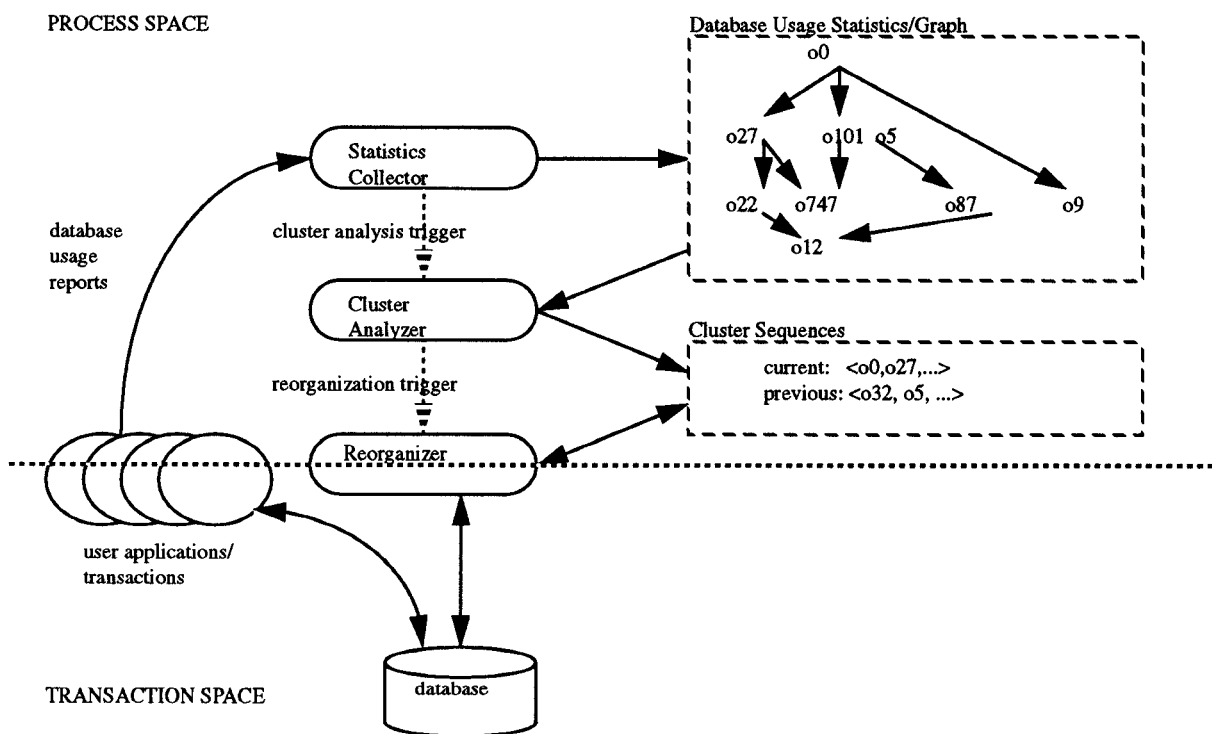 PROCESS SPACE
Database Usage Statistics/Graph
o0
o27
o101
o5
o22
o747
o87
o9
o12
Statistics
Collector
database
usage
reports
cluster analysis trigger
Cluster
Analyzer
Cluster Sequences
current: <o0,o27,...>
previous: <o32, o5, ...>
reorganization trigger
Reorganizer
user applications/
transactions
database
TRANSACTION SPACE